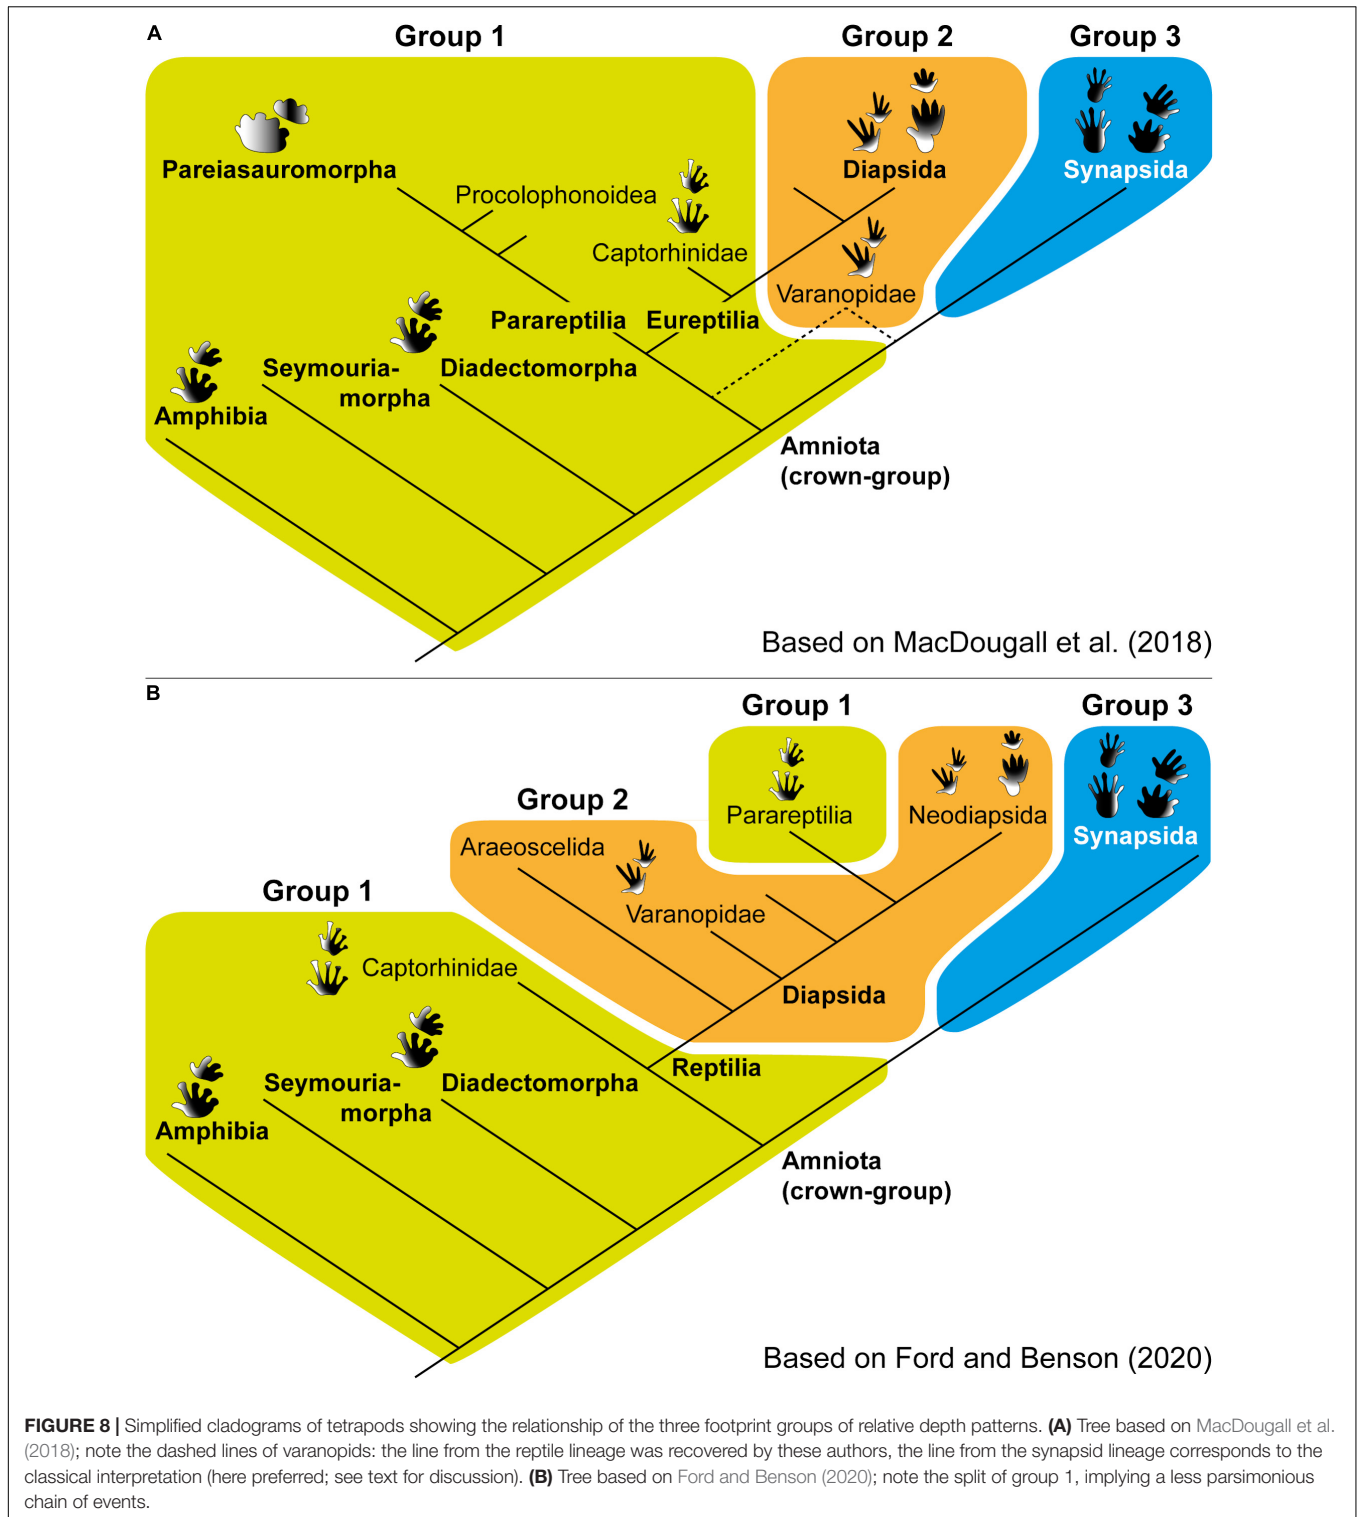 A
Group 1
Group 2
Group 3
Pareiasauromorpha
Procolophonoidea
Captorhinidae
Diapsida
Synapsida
Varanopidae
Parareptilia
Eureptilia
Seymouria-
morpha
Diadectomorpha
Amphibia
Amniota
(crown-group)
Based on MacDougall et al. (2018)
B
Group 1
Group 3
Group 2
Parareptilia
Neodiapsida
Synapsida
Araeoscelida
Varanopidae
Group 1
Captorhinidae
Diapsida
Reptilia
Seymouria-
morpha
Diadectomorpha
Amphibia
Amniota
(crown-group)
Based on Ford and Benson (2020)
FIGURE 8 | Simplified cladograms of tetrapods showing the relationship of the three footprint groups of relative depth patterns. (A) Tree based on MacDougall et al.
(2018); note the dashed lines of varanopids: the line from the reptile lineage was recovered by these authors, the line from the synapsid lineage corresponds to the
classical interpretation (here preferred; see text for discussion). (B) Tree based on Ford and Benson (2020); note the split of group 1, implying a less parsimonious
chain of events.